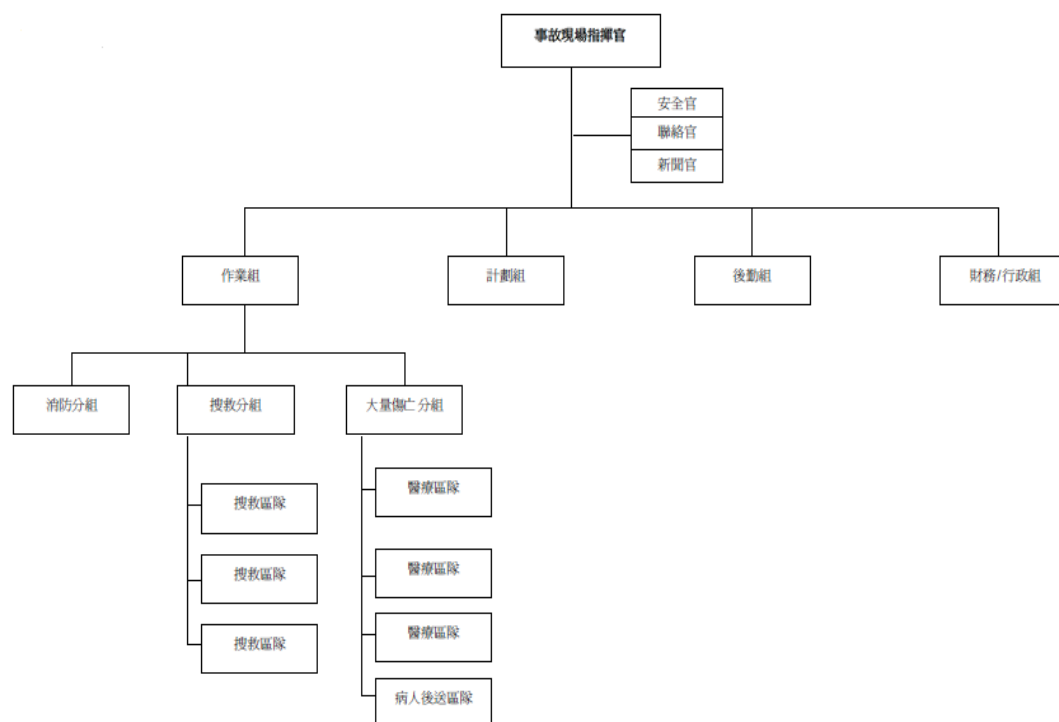 事故現場指揮官
安全官
聯絡官
新聞官
作業組
計劃組
後勤組
財務/行政組
消防分組
搜救分組
大量傷亡分組
搜救區隊
搜救區隊
搜救區隊
醫療區隊
醫療區隊
醫療區隊
病人後送區隊